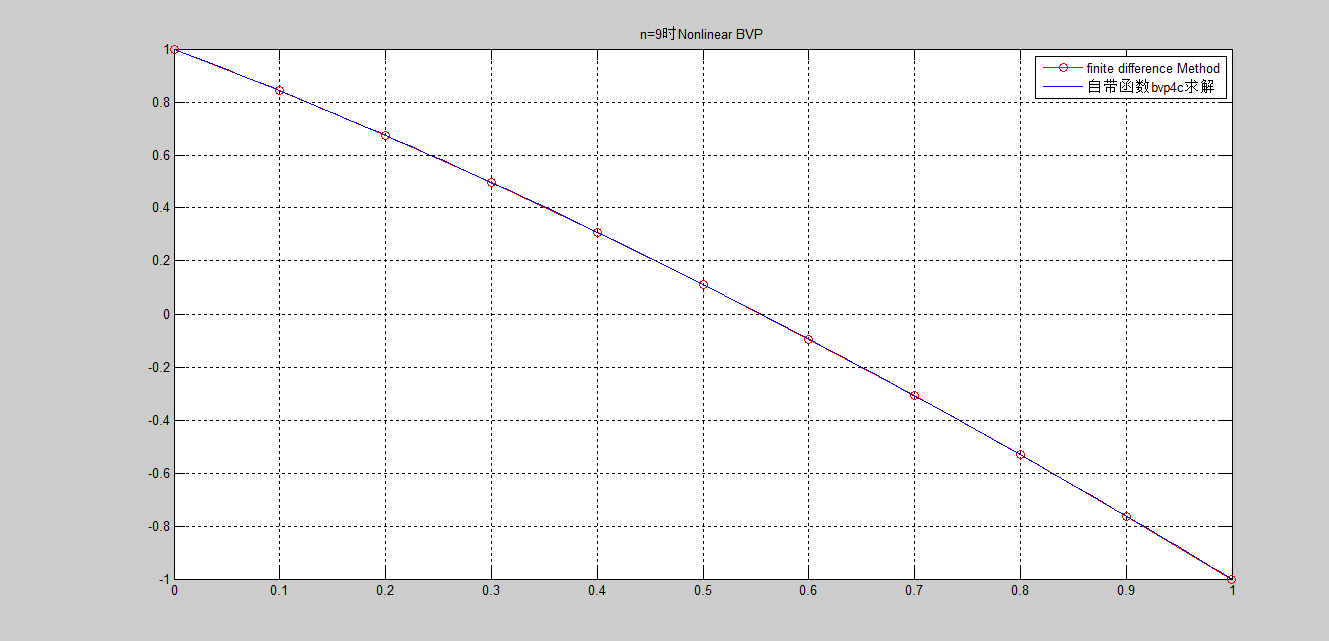 n=9时Nonlinear BVP
finite difference Method
自带函数bvp4c求解
1
0.8
0.6
0.4
0.2
0
-0.2
-0.4
-0.6
-0.8
-1
0 0.1 0.2 0.3 0.4 0.5 0.6 0.7 0.8 0.9 1